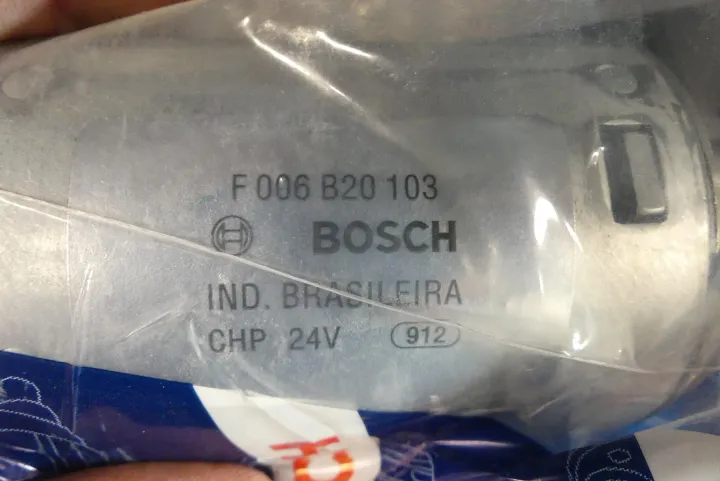 F 006 B20 103
BOSCH
IND. BRASILEIRA
CHP 24V 912